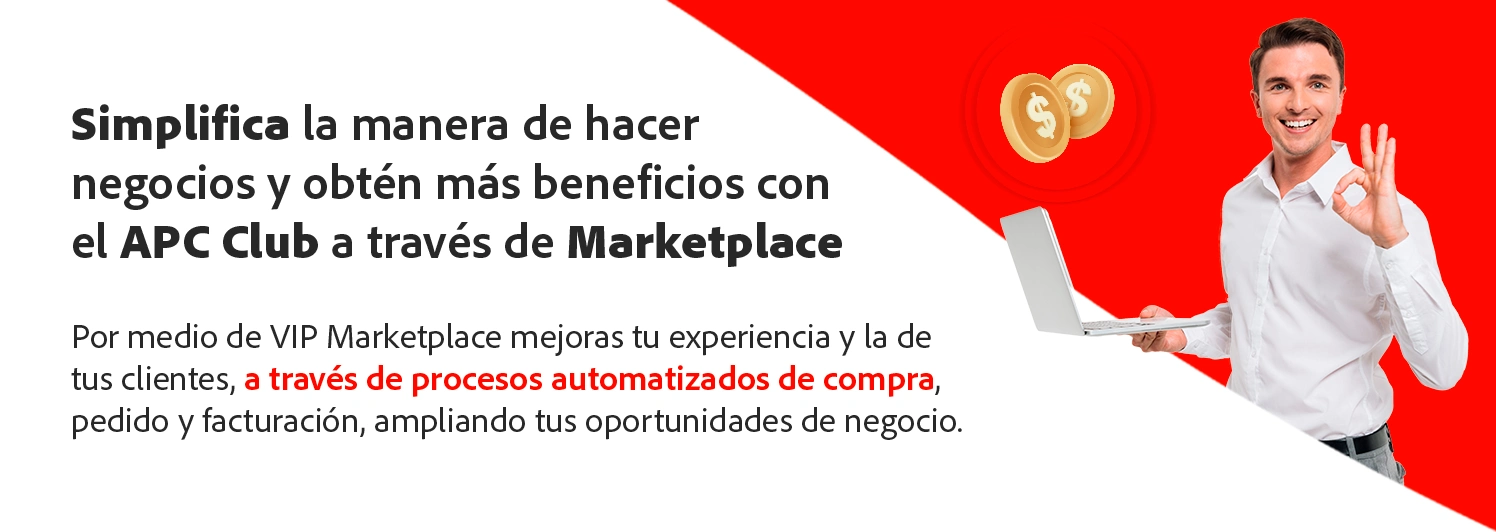 Simplifica la manera de hacer
negocios y obtén más beneficios con
el APC Club a través de Marketplace
Por medio de VIP Marketplace mejoras tu experiencia y la de
tus clientes, a través de procesos automatizados de compra,
pedido y facturación, ampliando tus oportunidades de negocio.
$ $